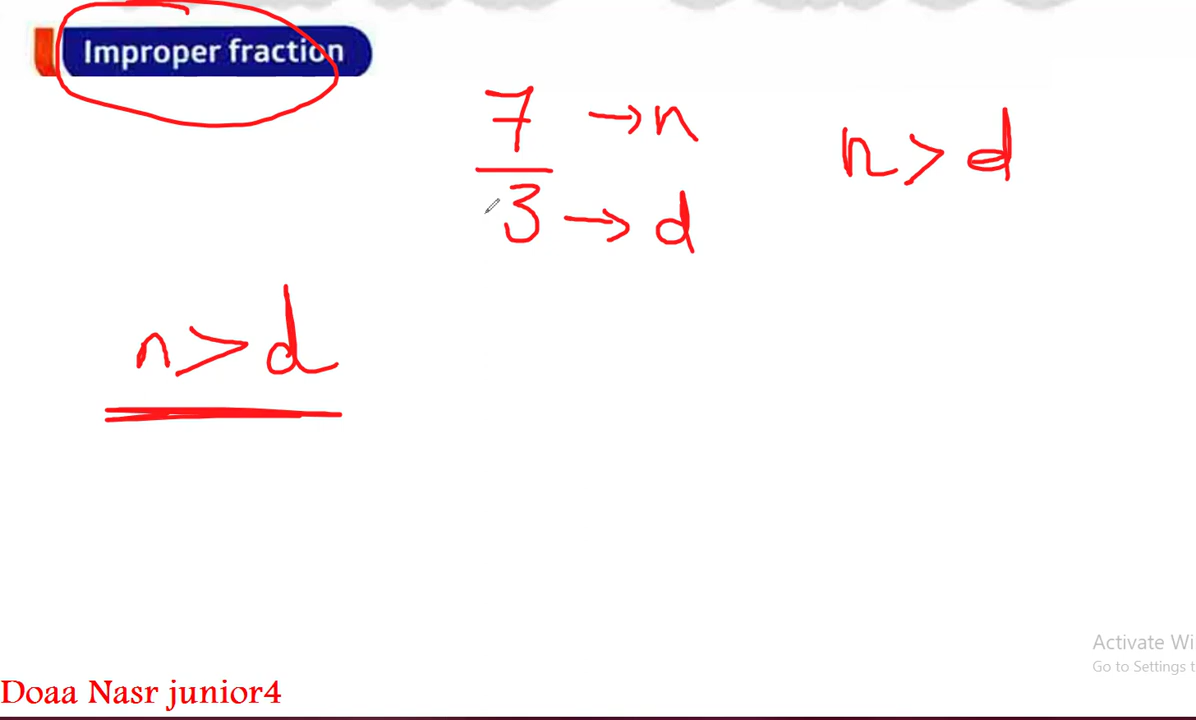 Improper fraction
7 → n
3 → d
n > d
n > d
Activate Wi
Go to Settings t
Doaa Nasr junior4